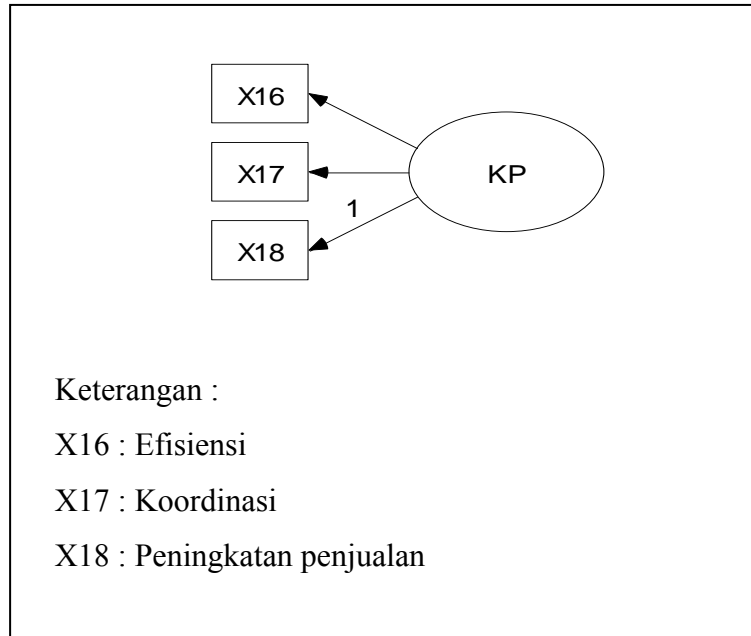 X16
X17
KP
1
X18
Keterangan :
X16 : Efisiensi
X17 : Koordinasi
X18 : Peningkatan penjualan